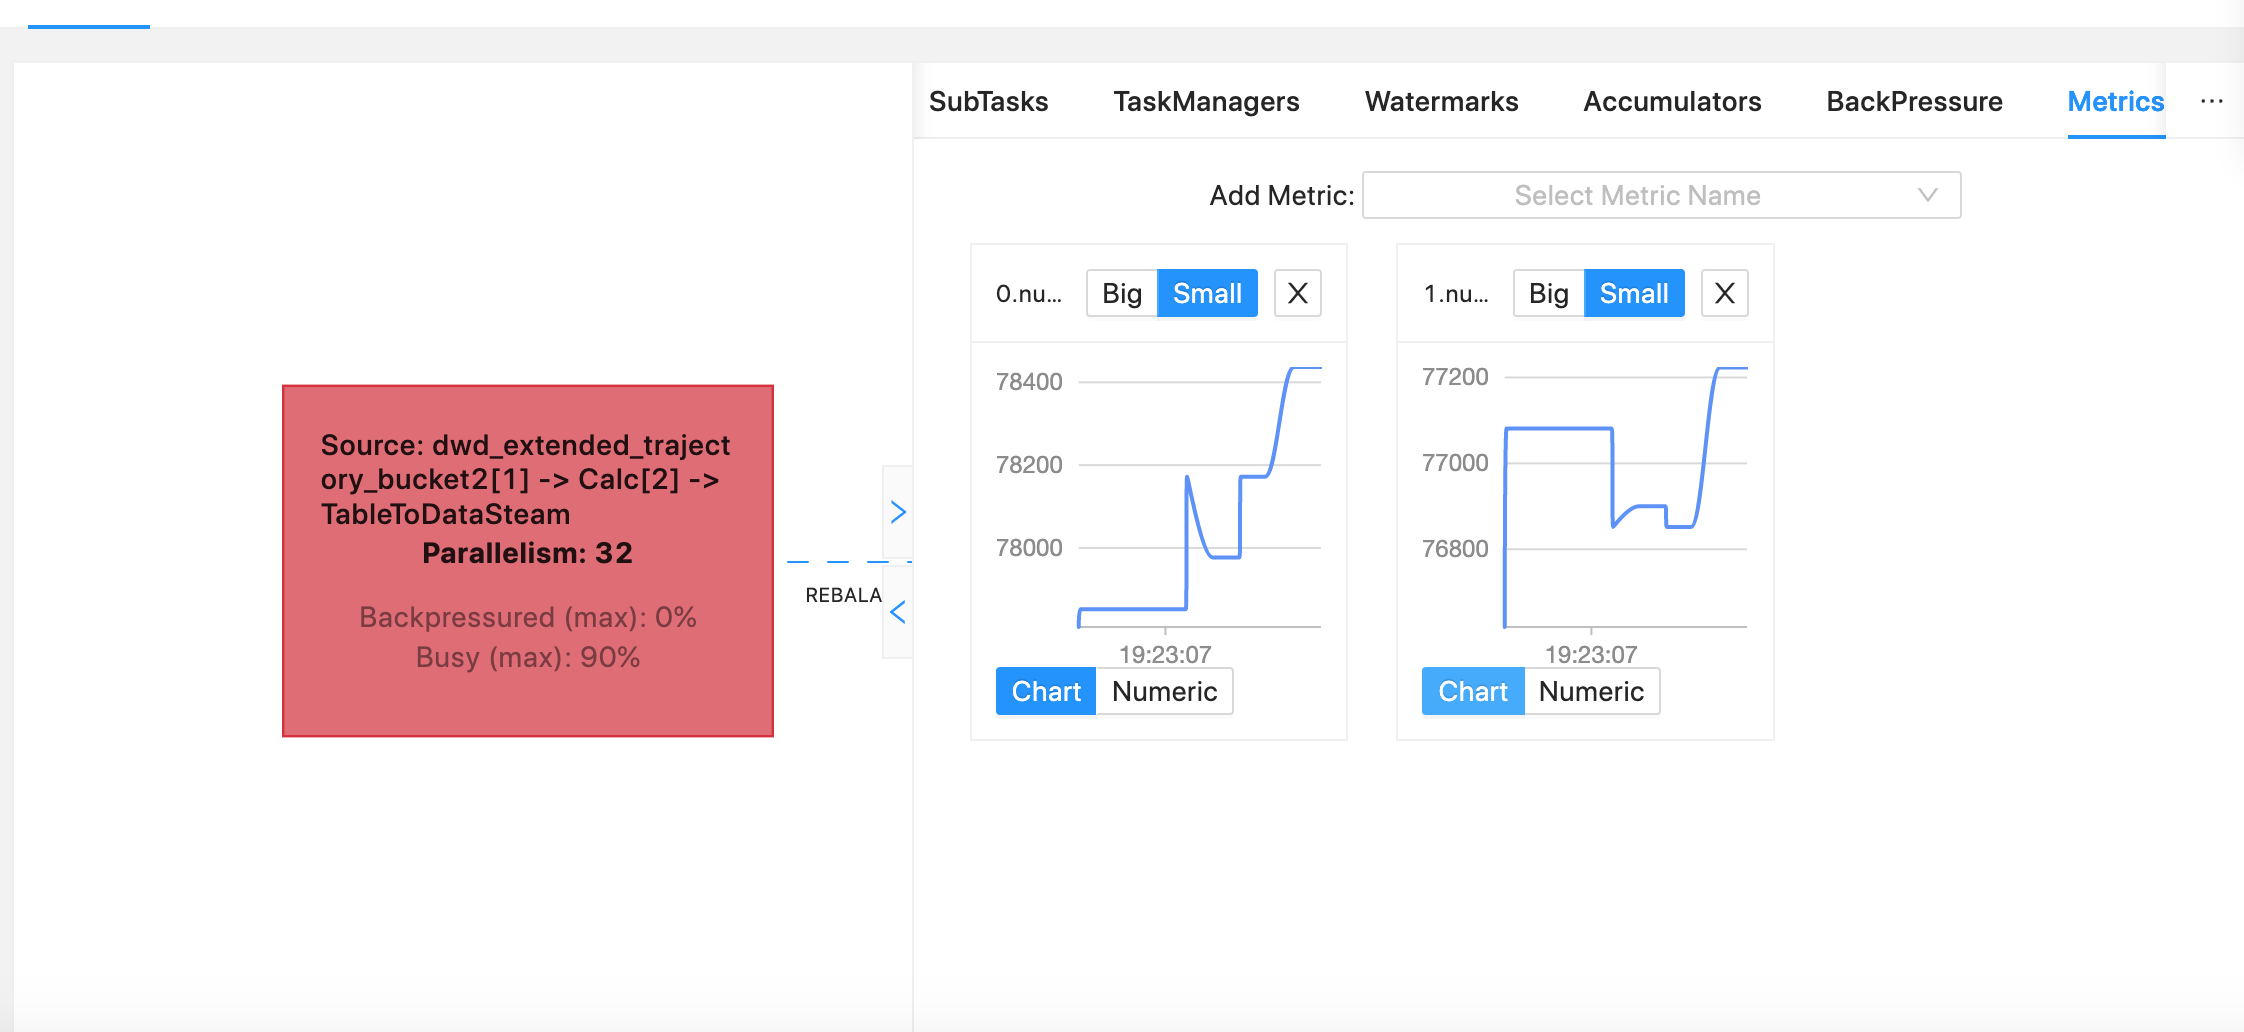 SubTasks TaskManagers Watermarks Accumulators BackPressure Metrics ...
Add Metric: Select Metric Name
0.nu... Big Small X
78400
78200
78000
19:23:07
Chart Numeric
1.nu... Big Small X
77200
77000
76800
19:23:07
Chart Numeric
Source: dwd_extended_traject
ory_bucket2[1] -> Calc[2] ->
TableToDataSteam
Parallelism: 32
Backpressured (max): 0%
Busy (max): 90%
REBALA